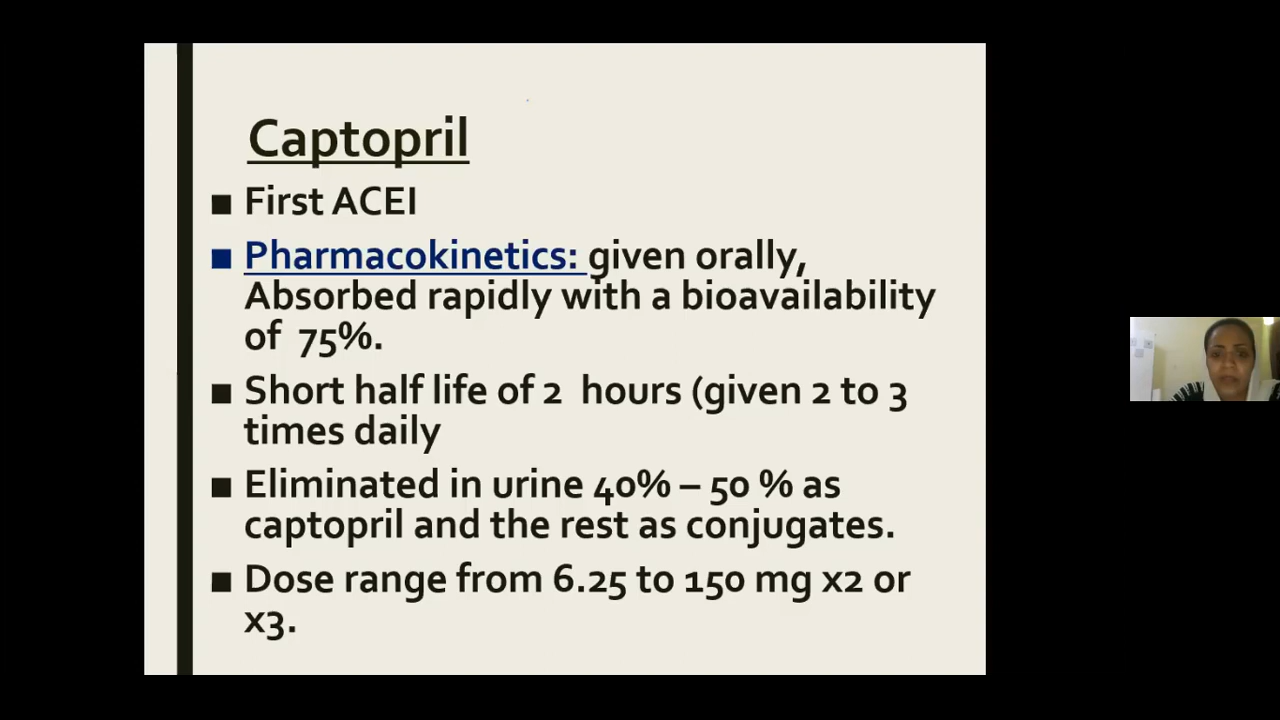 Captopril
■ First ACEI
■ Pharmacokinetics: given orally,
Absorbed rapidly with a bioavailability
of 75%.
■ Short half life of 2 hours (given 2 to 3
times daily
■ Eliminated in urine 40% – 50 % as
captopril and the rest as conjugates.
■ Dose range from 6.25 to 150 mg x2 or
x3.